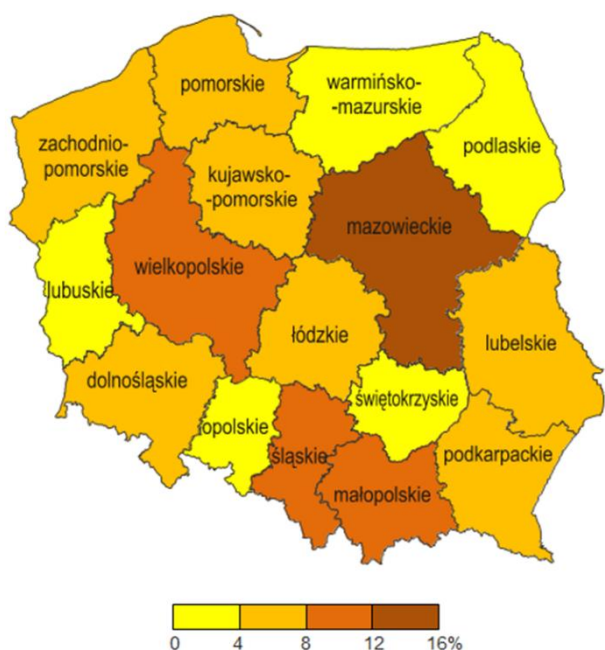 pomorskie
warmińsko-
-mazurskie
zachodnio-
pomorskie
podlaskie
kujawsko-
-pomorskie
mazowieckie
wielkopolskie
lubuskie
łódzkie
lubelskie
dolnośląskie
świętokrzyskie
opolskie
śląskie
podkarpackie
małopolskie
0 4 8 12 16%